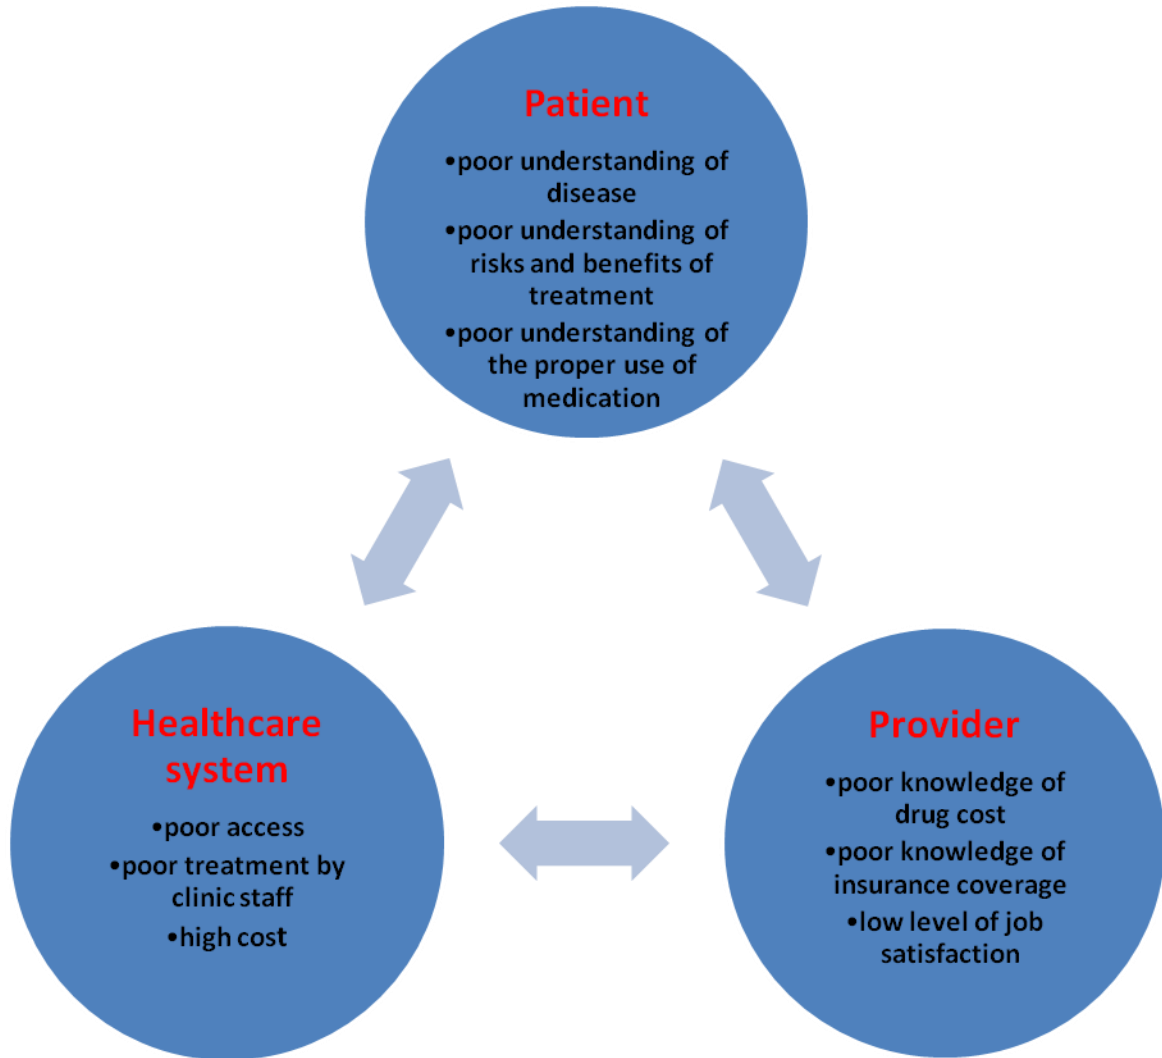 Patient
•poor understanding of
disease
•poor understanding of
risks and benefits of
treatment
•poor understanding of
the proper use of
medication
Healthcare
system
•poor access
•poor treatment by
clinic staff
•high cost
Provider
•poor knowledge of
drug cost
•poor knowledge of
insurance coverage
•low level of job
satisfaction